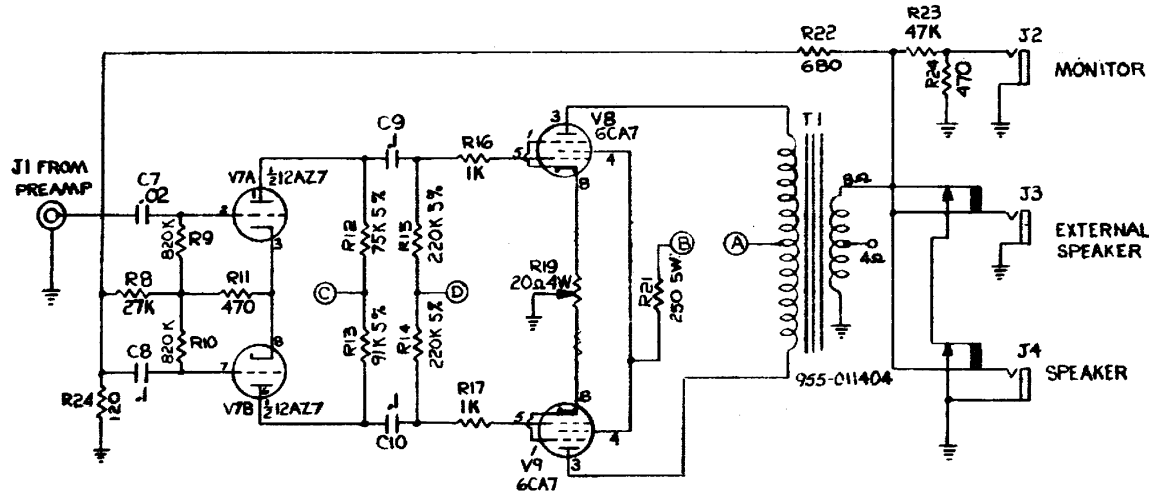 R22
680
R23
47K
R24
470
J2
MONITOR
J1 FROM
PREAMP
C7
.02
V7A
½12AZ7
1
2
3
820K
R9
R8
27K
R11
470
820K
R10
C8
.1
R24
120
7
8
6
V7B
½12AZ7
C9
.1
R12
75K 5%
R15
220K 5%
C
D
R13
91K 5%
R14
220K 5%
.1
C10
R16
1K
R17
1K
3
V8
6CA7
5
1
4
8
R19
20Ω 4W
R21
250 5W
B
A
8
5
1
4
3
V9
6CA7
T1
955-011404
8Ω
4Ω
J3
EXTERNAL
SPEAKER
J4
SPEAKER